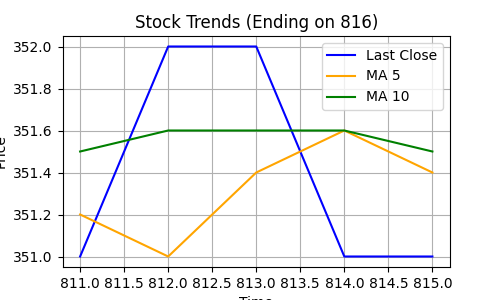 Stock Trends (Ending on 816)
352.0
351.8
351.6
351.4
351.2
351.0
Last Close
MA 5
MA 10
Price
811.0 811.5 812.0 812.5 813.0 813.5 814.0 814.5 815.0
Time